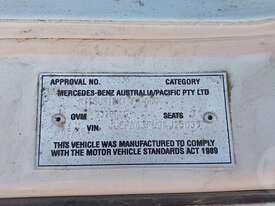 APPROVAL NO. CATEGORY
MERCEDES-BENZ AUSTRALIA/PACIFIC PTY LTD
GVM SEATS
VIN
THIS VEHICLE WAS MANUFACTURED TO COMPLY
WITH THE MOTOR VEHICLE STANDARDS ACT 1989